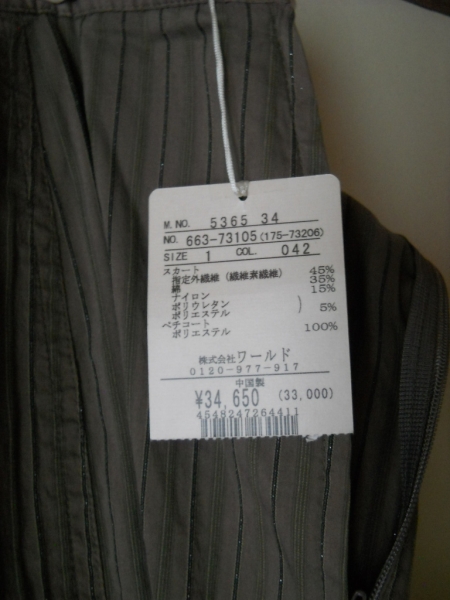 M.NO. 5365 34
NO. 663-73105(175-73206)
SIZE 1 COL. 042
スカート
指定外繊維(繊維素繊維) 45%
綿 35%
ナイロン 15%
ポリウレタン
ポリエステル ) 5%
ペチコート
ポリエステル 100%
株式会社ワールド
0120-977-917
中国製
¥34,650 (33,000)
4548247264411